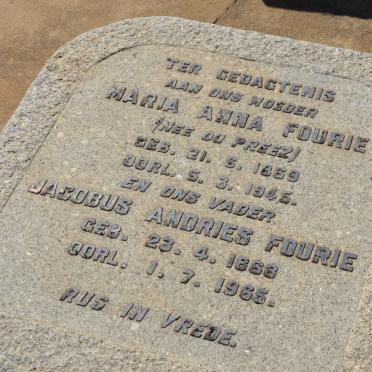 TER GEDAGTENIS
AAN ONS MOEDER
MARIA ANNA FOURIE
(NEE DU PREEZ)
GEB. 21. 6. 1869
OORL. 5. 3. 1945.
EN ONS VADER
JACOBUS ANDRIES FOURIE
GEB. 23. 4. 1868
OORL. 1. 7. 1965.
RUS IN VREDE.